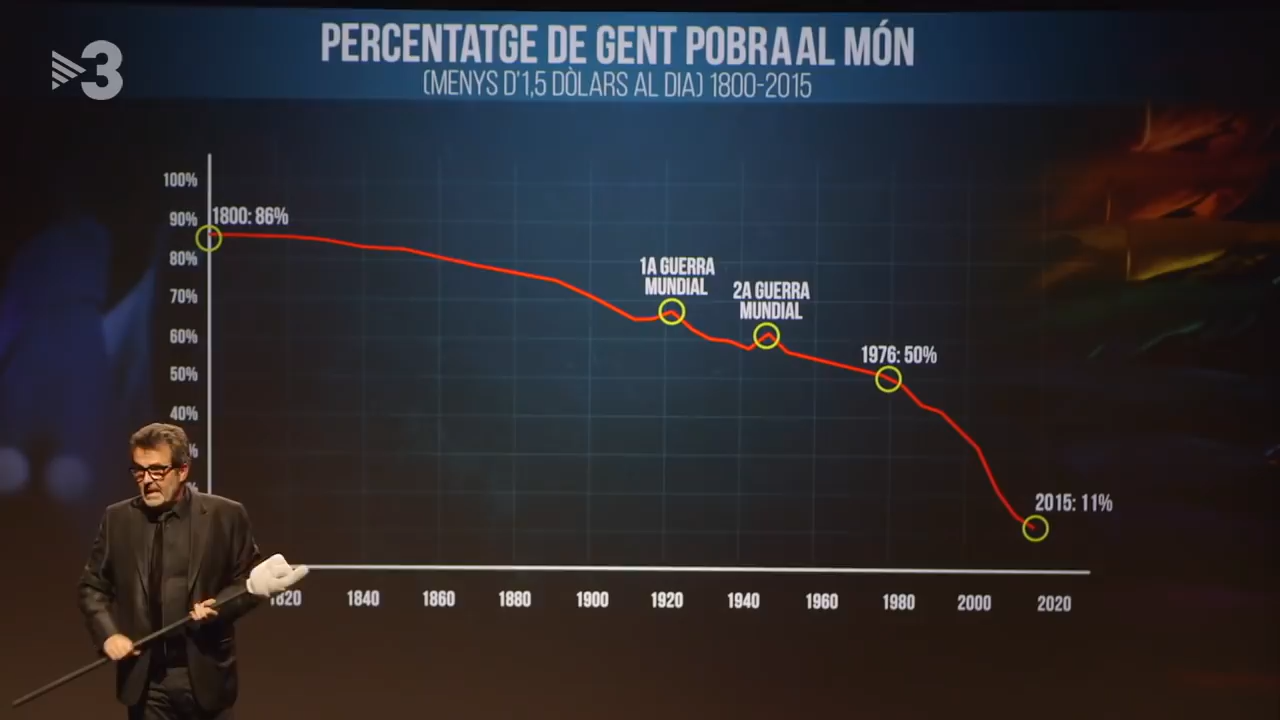 3
PERCENTATGE DE GENT POBRA AL MÓN
(MENYS D'1,5 DÒLARS AL DIA) 1800-2015
100%
90%
1800: 86%
80%
70%
60%
50%
40%
%
1A GUERRA
MUNDIAL
2A GUERRA
MUNDIAL
1976: 50%
2015: 11%
1820 1840 1860 1880 1900 1920 1940 1960 1980 2000 2020